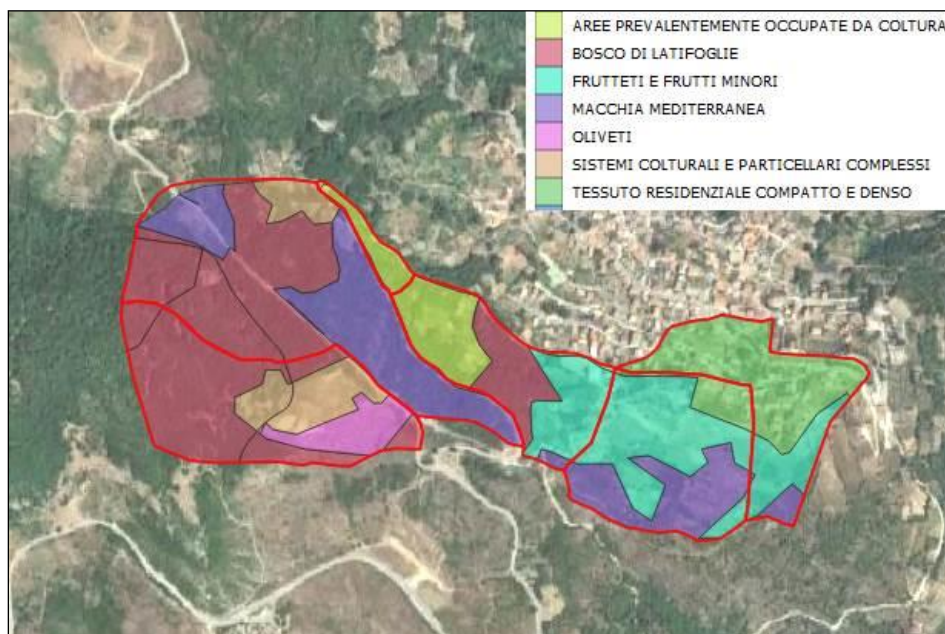 AREE PREVALENTEMENTE OCCUPATE DA COLTURA
BOSCO DI LATIFOGLIE
FRUTTETI E FRUTTI MINORI
MACCHIA MEDITERRANEA
OLIVETI
SISTEMI COLTURALI E PARTICELLARI COMPLESSI
TESSUTO RESIDENZIALE COMPATTO E DENSO